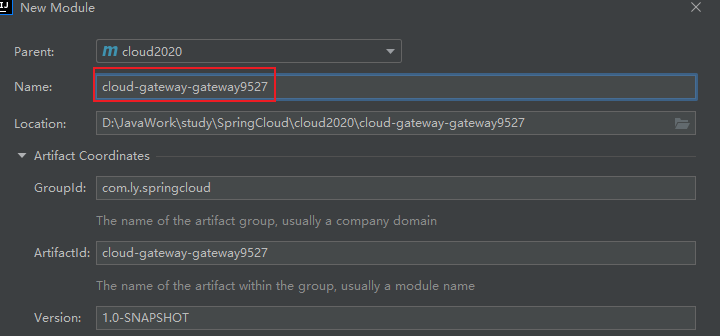 IJ
New Module
Parent:
m cloud2020
Name:
cloud-gateway-gateway9527
Location:
D:\JavaWork\study\SpringCloud\cloud2020\cloud-gateway-gateway9527
Artifact Coordinates
GroupId:
com.ly.springcloud
The name of the artifact group, usually a company domain
ArtifactId:
cloud-gateway-gateway9527
The name of the artifact within the group, usually a module name
Version:
1.0-SNAPSHOT